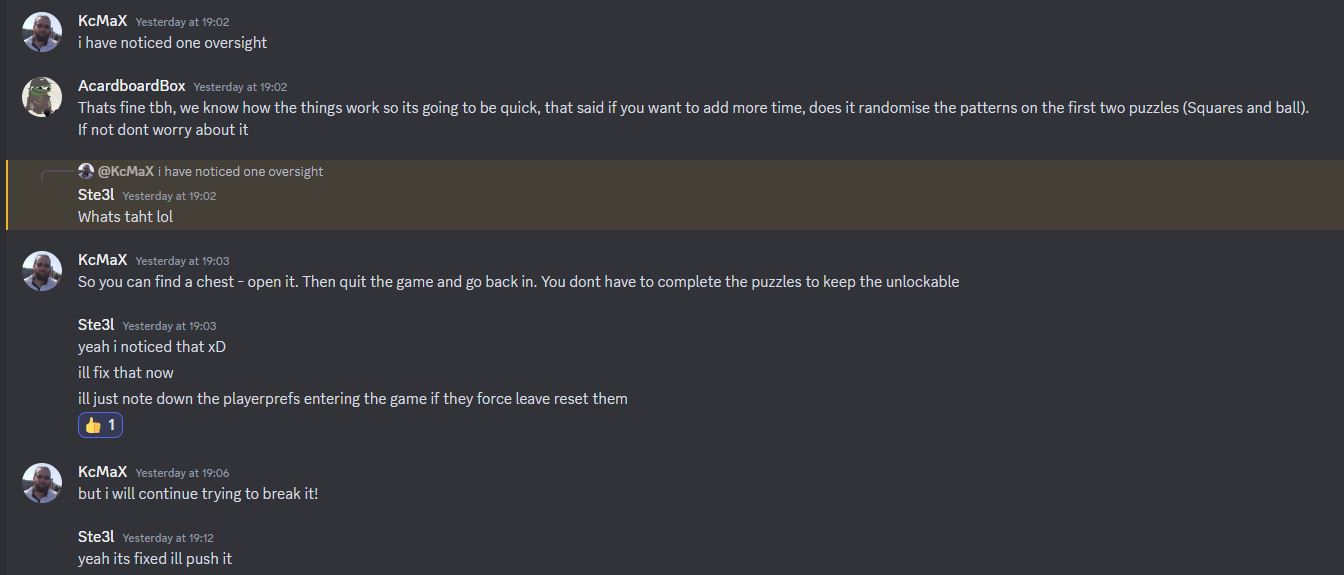 KcMaX Yesterday at 19:02
i have noticed one oversight
AcardboardBox Yesterday at 19:02
Thats fine tbh, we know how the things work so its going to be quick, that said if you want to add more time, does it randomise the patterns on the first two puzzles (Squares and ball).
If not dont worry about it
@KcMaX i have noticed one oversight
Ste3l Yesterday at 19:02
Whats taht lol
KcMaX Yesterday at 19:03
So you can find a chest - open it. Then quit the game and go back in. You dont have to complete the puzzles to keep the unlockable
Ste3l Yesterday at 19:03
yeah i noticed that xD
ill fix that now
ill just note down the playerprefs entering the game if they force leave reset them
👍 1
KcMaX Yesterday at 19:06
but i will continue trying to break it!
Ste3l Yesterday at 19:12
yeah its fixed ill push it